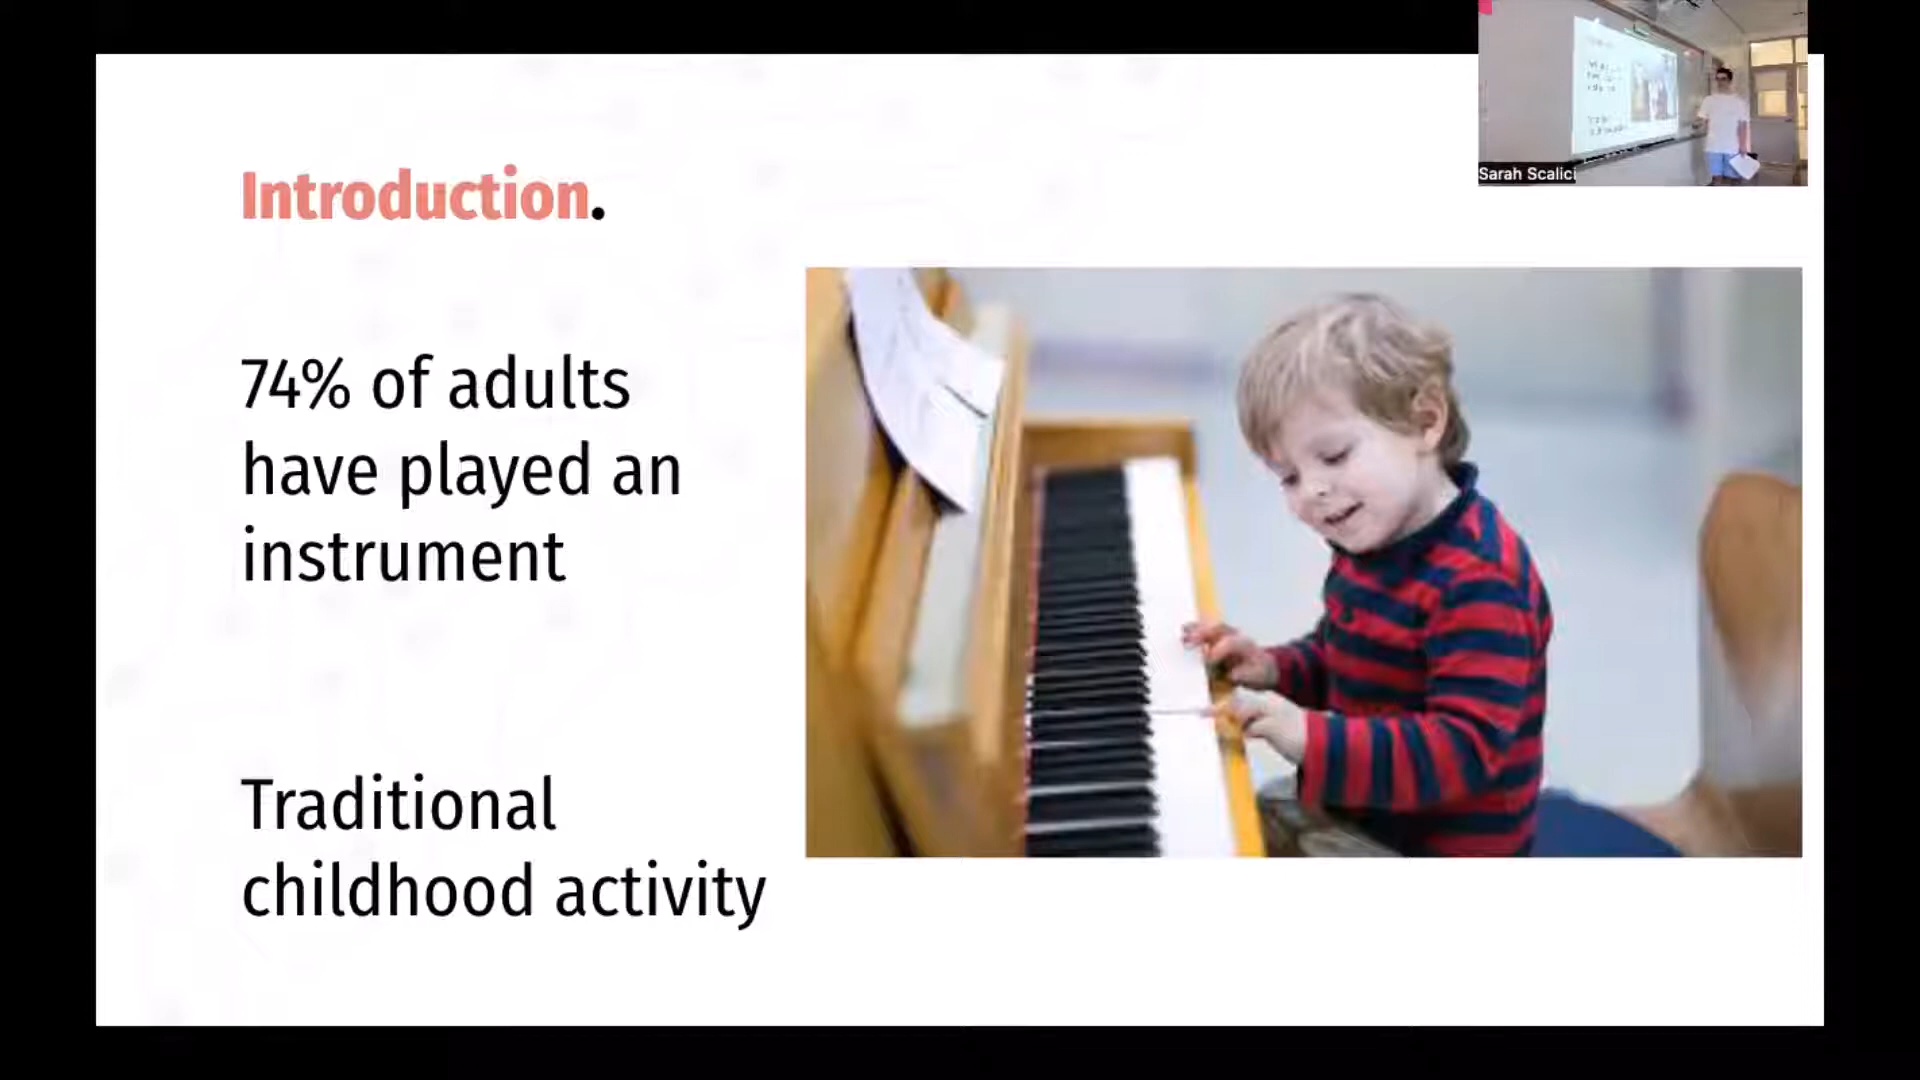 Introduction.
74% of adults
have played an
instrument
Traditional
childhood activity
Sarah Scalici